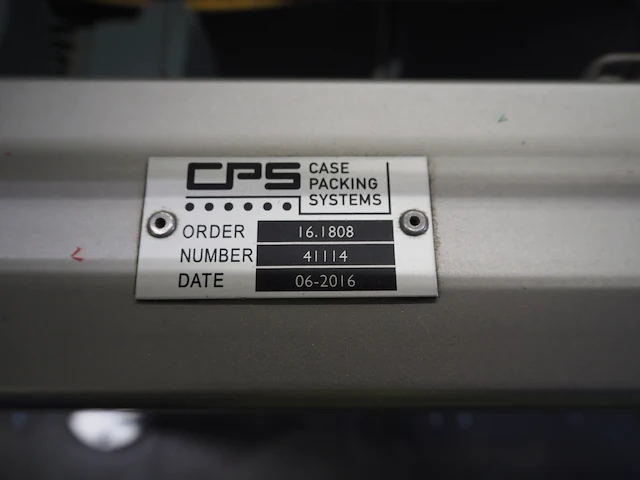 CPS
CASE
PACKING
SYSTEMS
ORDER 16.1808
NUMBER 41114
DATE 06-2016